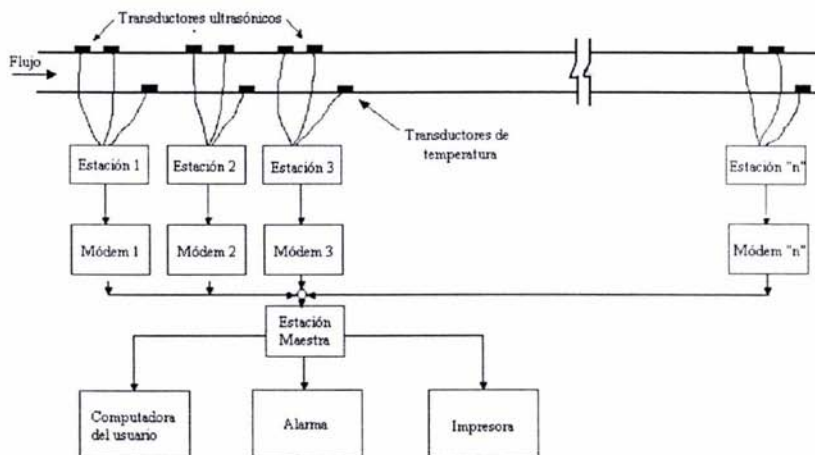 Transductores ultrasónicos
Flujo
Transductores de
temperatura
Estación 1
Estación 2
Estación 3
Estación "n"
Módem 1
Módem 2
Módem 3
Módem "n"
Estación
Maestra
Computadora
del usuario
Alarma
Impresora